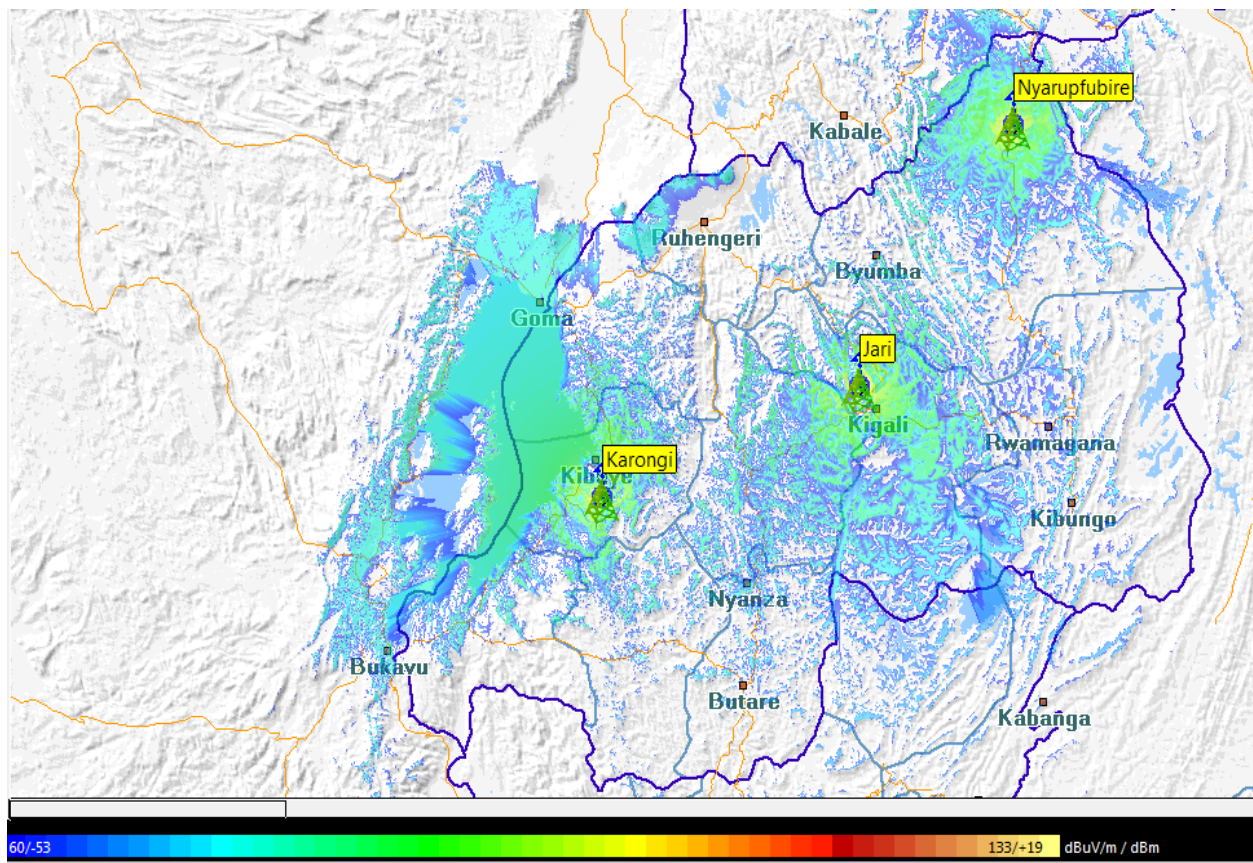 Nyarupfubire
Kabale
Ruhengeri
Byumba
Goma
Jari
Kigali
Rwamagana
Karongi
Kibuye
Kibungo
Nyanza
Bukavu
Butare
Kabanga
60/-53
133/+19
dBuV/m / dBm